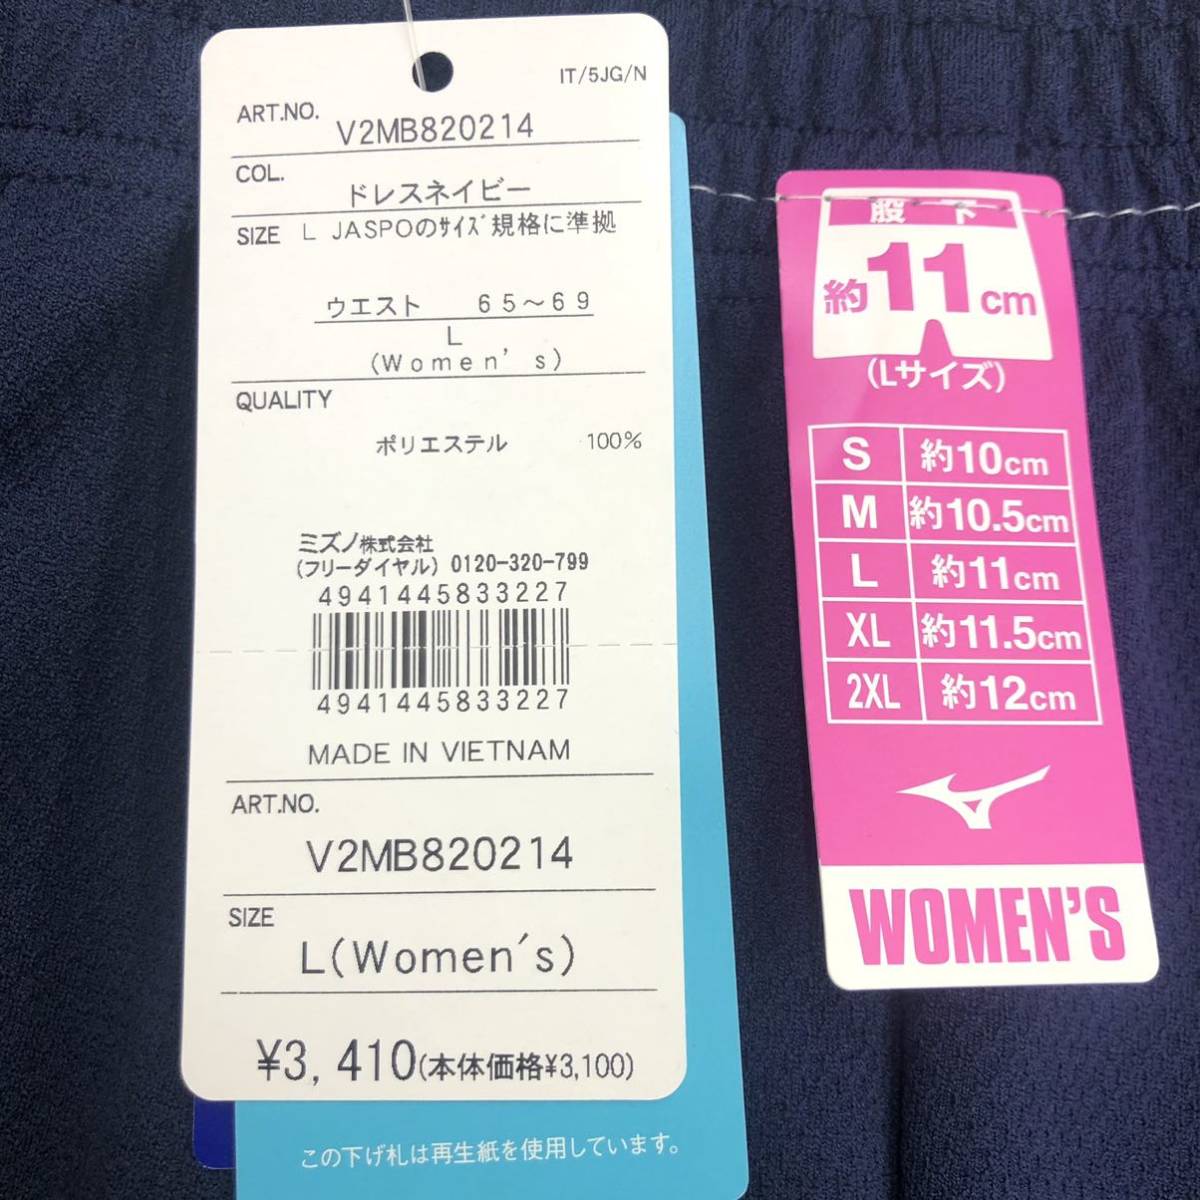 IT/5JG/N
ART.NO.
V2MB820214
COL.
ドレスネイビー
SIZE L JASPOのｻｲｽﾞ規格に準拠
ウエスト 65〜69
L
(Women's)
QUALITY
ポリエステル 100%
ミズノ株式会社
(フリーダイヤル) 0120-320-799
4941445833227
4941445833227
MADE IN VIETNAM
ART.NO.
V2MB820214
SIZE
L(Women's)
¥3,410(本体価格¥3,100)
この下げ札は再生紙を使用しています。
股下
約11cm
(Lサイズ)
S 約10cm
M 約10.5cm
L 約11cm
XL 約11.5cm
2XL 約12cm
WOMEN'S